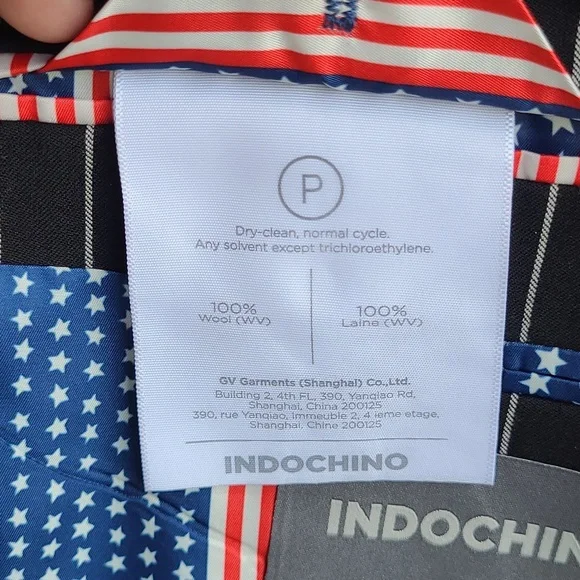 P
Dry-clean, normal cycle.
Any solvent except trichloroethylene.
100%
Wool (WV)
100%
Laine (WV)
GV Garments (Shanghai) Co.,Ltd.
Building 2, 4th FL, 390, Yanqiao Rd,
Shanghai, China 200125
390, rue Yanqiao, Immeuble 2, 4 ieme etage,
Shanghai, Chine 200125
INDOCHINO
INDOCHIN